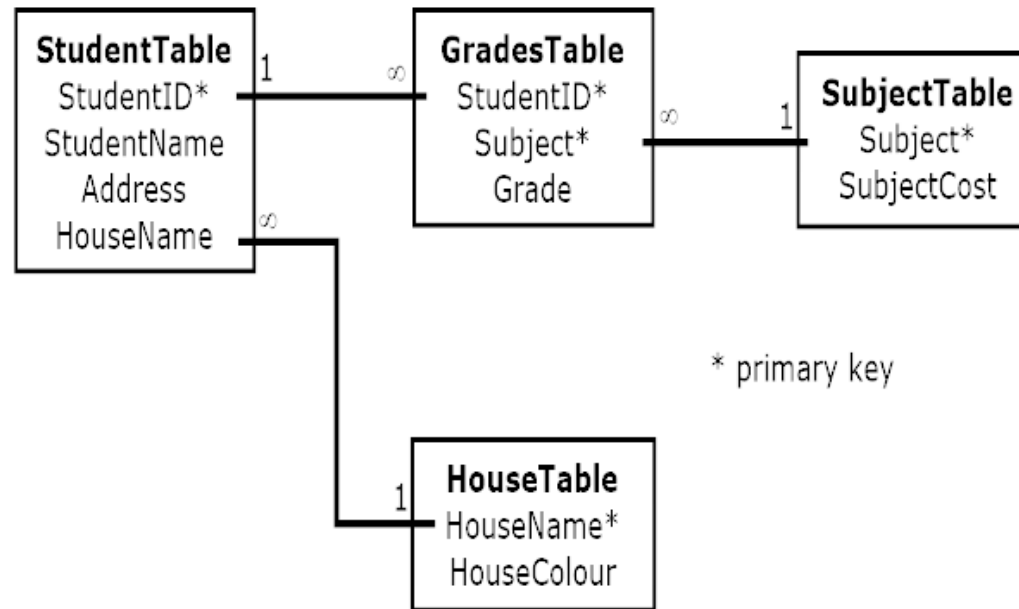 StudentTable
StudentID*
StudentName
Address
HouseName
1
∞
∞
GradesTable
StudentID*
Subject*
Grade
∞
1
SubjectTable
Subject*
SubjectCost
* primary key
1
HouseTable
HouseName*
HouseColour